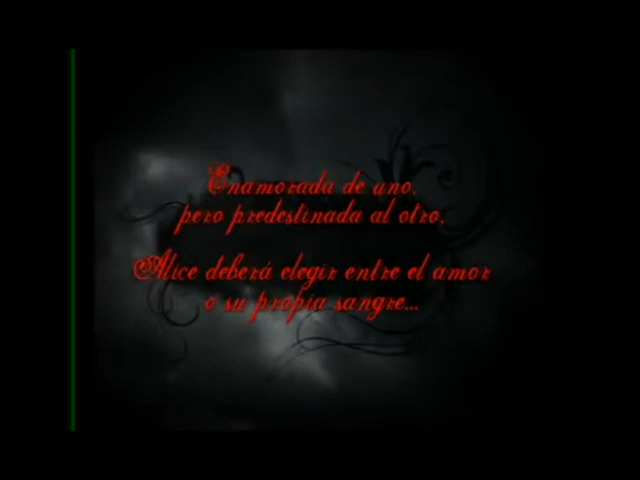 Enamorada de uno,
pero predestinada al otro,
Alice deberá elegir entre el amor
o su propia sangre...